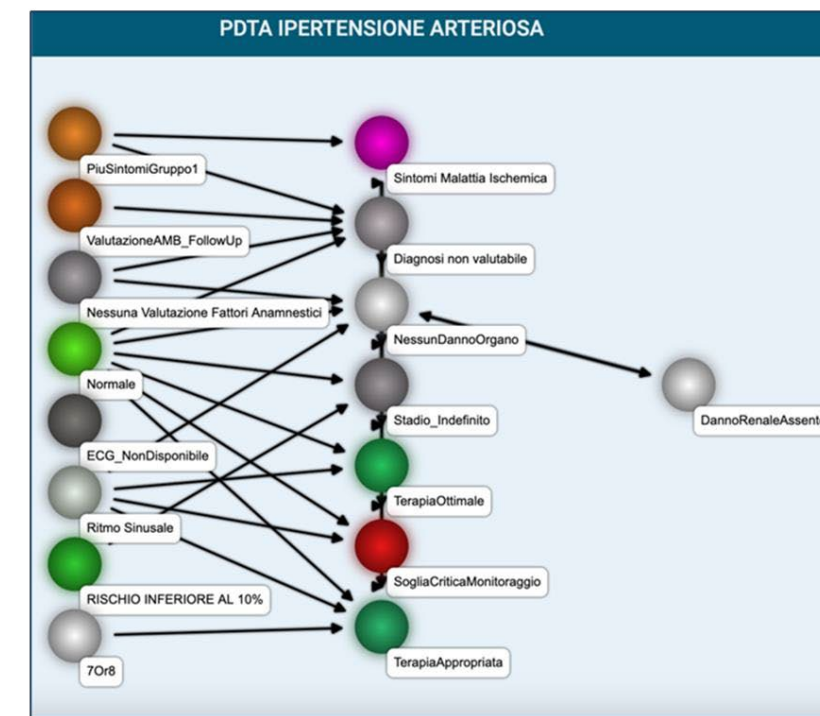 PDTA IPERTENSIONE ARTERIOSA
PiuSintomiGruppo1
Sintomi Malattia Ischemica
ValutazioneAMB_FollowUp
Diagnosi non valutabile
Nessuna Valutazione Fattori Anamnestici
NessunDannoOrgano
Normale
Stadio_Indefinito
DannoRenaleAssente
ECG_NonDisponibile
TerapiaOttimale
Ritmo Sinusale
SogliaCriticaMonitoraggio
RISCHIO INFERIORE AL 10%
TerapiaAppropriata
7Or8